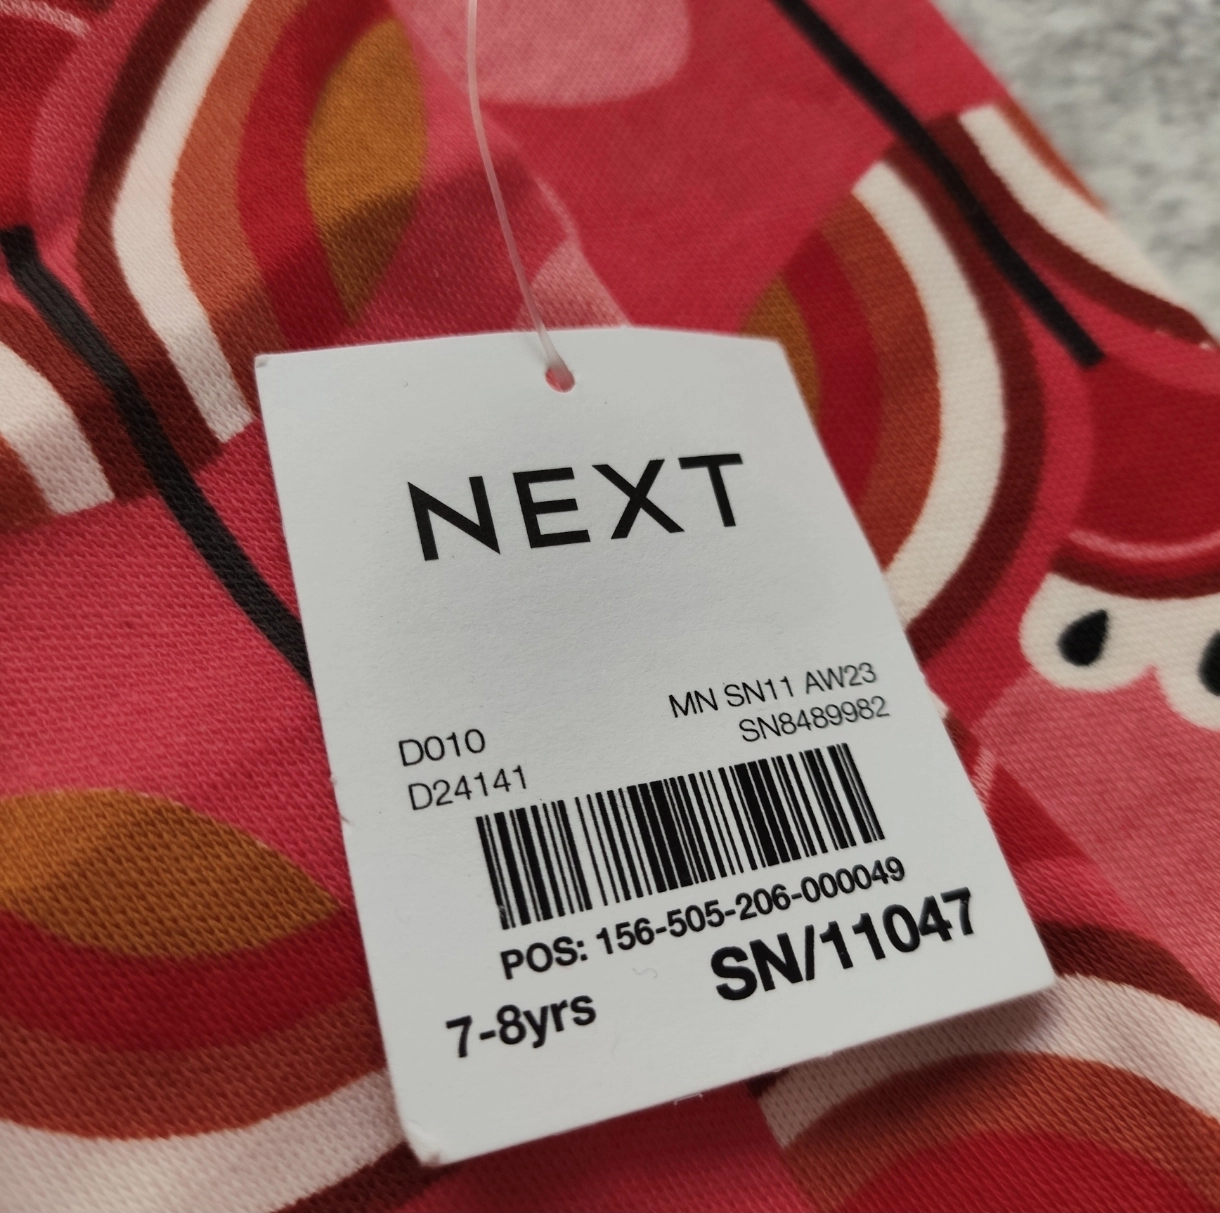 NEXT
MN SN11 AW23
SN8489982
D010
D24141
POS: 156-505-206-000049
SN/11047
7-8yrs